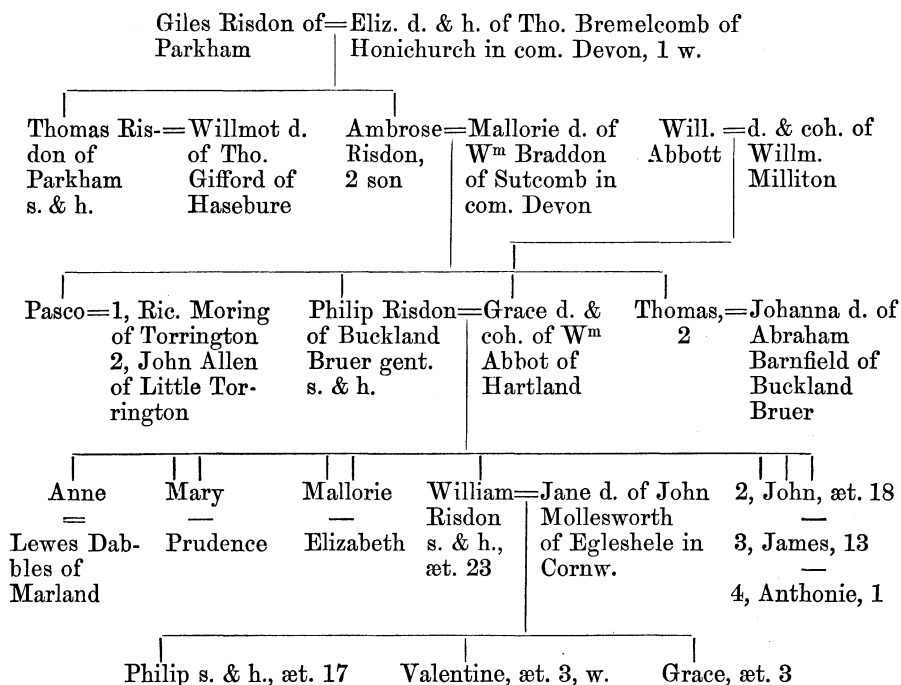 Giles Risdon of=Eliz. d. & h. of Tho. Bremelcomb of
Parkham Honichurch in com. Devon, 1 w.
Thomas Ris-=Willmot d.
don of of Tho.
Parkham Gifford of
s. & h. Hasebure
Ambrose=Mallorie d. of
Risdon, Wᵐ Braddon
2 son of Sutcomb in
com. Devon
Will. =d. & coh. of
Abbott Willm.
Milliton
Pasco=1, Ric. Moring
of Torrington
2, John Allen
of Little Tor-
rington
Philip Risdon=Grace d. &
of Buckland coh. of Wᵐ
Bruer gent. Abbot of
s. & h. Hartland
Thomas,=Johanna d. of
2 Abraham
Barnfield of
Buckland
Bruer
Anne
=
Lewes Dab-
bles of
Marland
Mary
—
Prudence
Mallorie
—
Elizabeth
William=Jane d. of John
Risdon Mollesworth
s. & h., of Egleshele in
æt. 23 Cornw.
2, John, æt. 18
—
3, James, 13
—
4, Anthonie, 1
Philip s. & h., æt. 17 Valentine, æt. 3, w. Grace, æt. 3